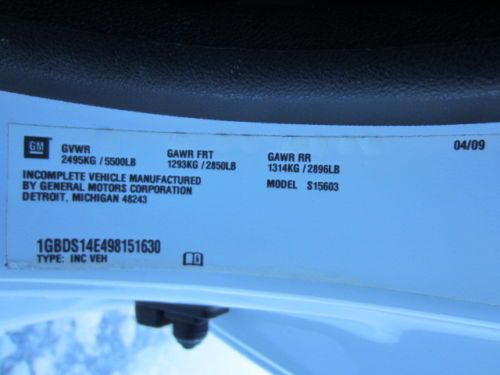 GM
04/09
GVWR GAWR FRT GAWR RR
2495KG / 5500LB 1293KG / 2850LB 1314KG / 2896LB
INCOMPLETE VEHICLE MANUFACTURED MODEL S15603
BY GENERAL MOTORS CORPORATION
DETROIT, MICHIGAN 48243
1GBDS14E498151630
TYPE: INC VEH